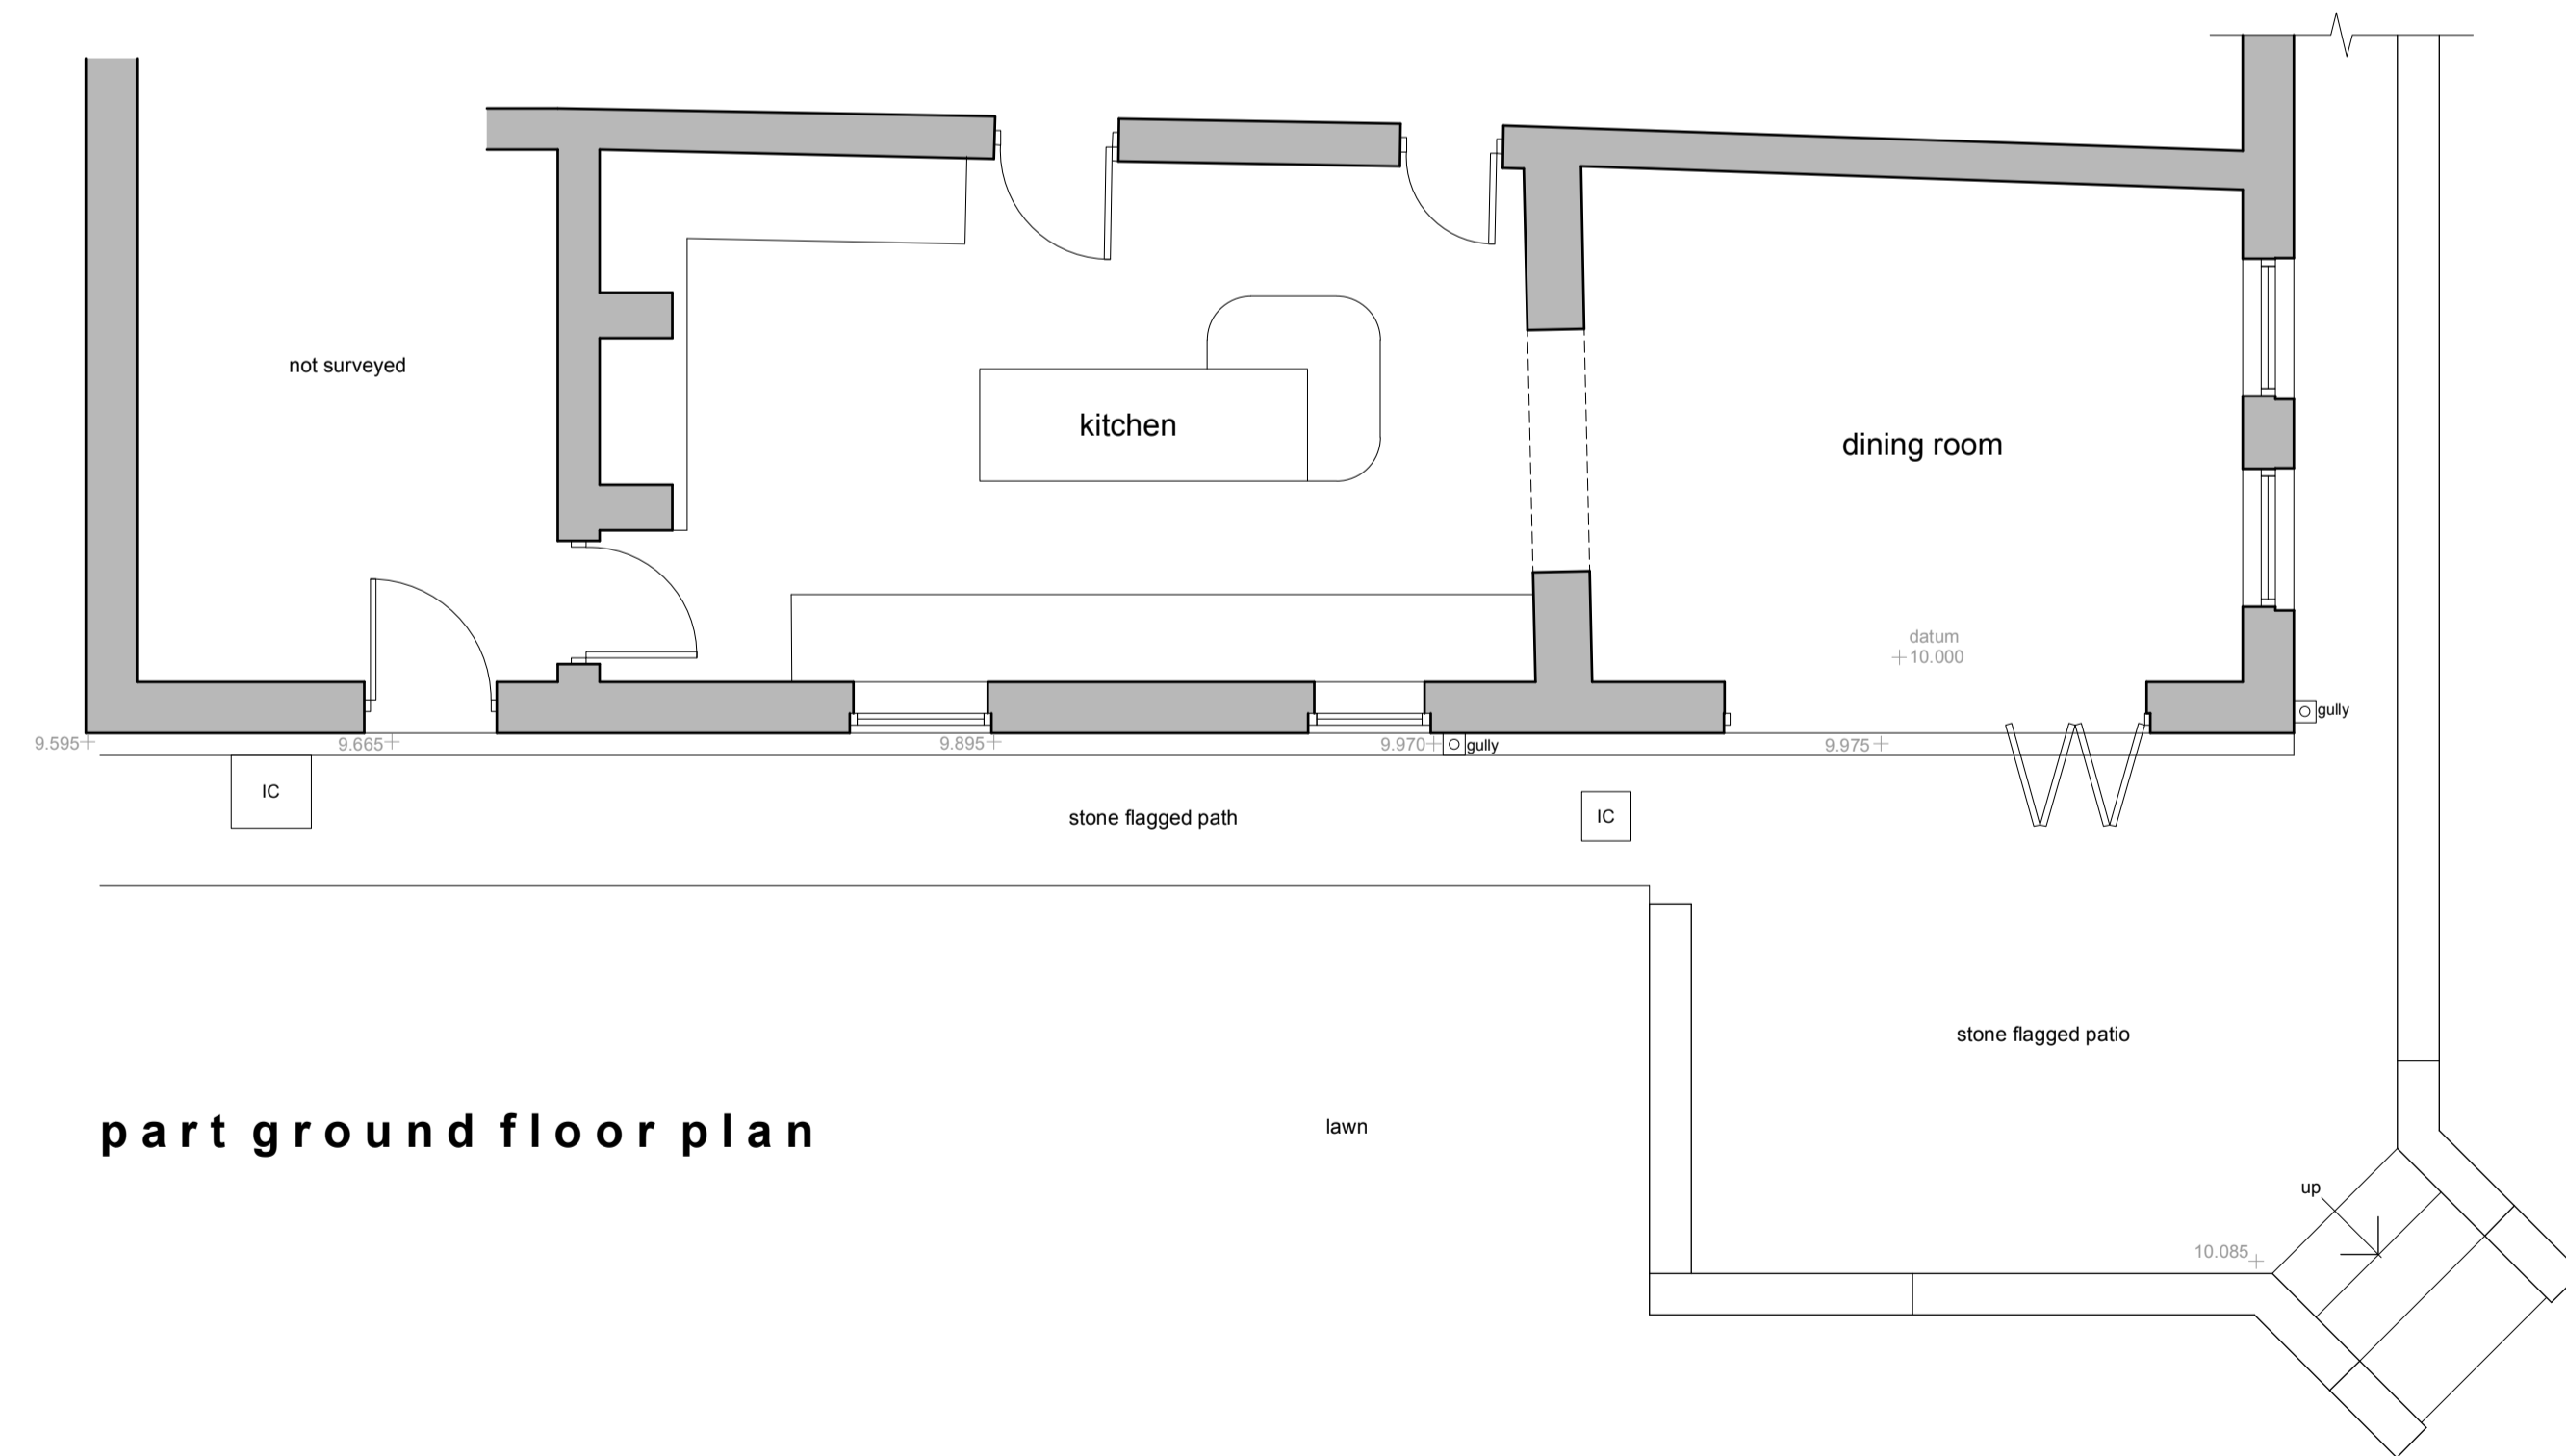 not surveyed
kitchen
dining room
datum
10.000
gully
9.595
9.665
9.895
9.970
gully
9.975
IC
stone flagged path
IC
stone flagged patio
part ground floor plan
lawn
up
10.085